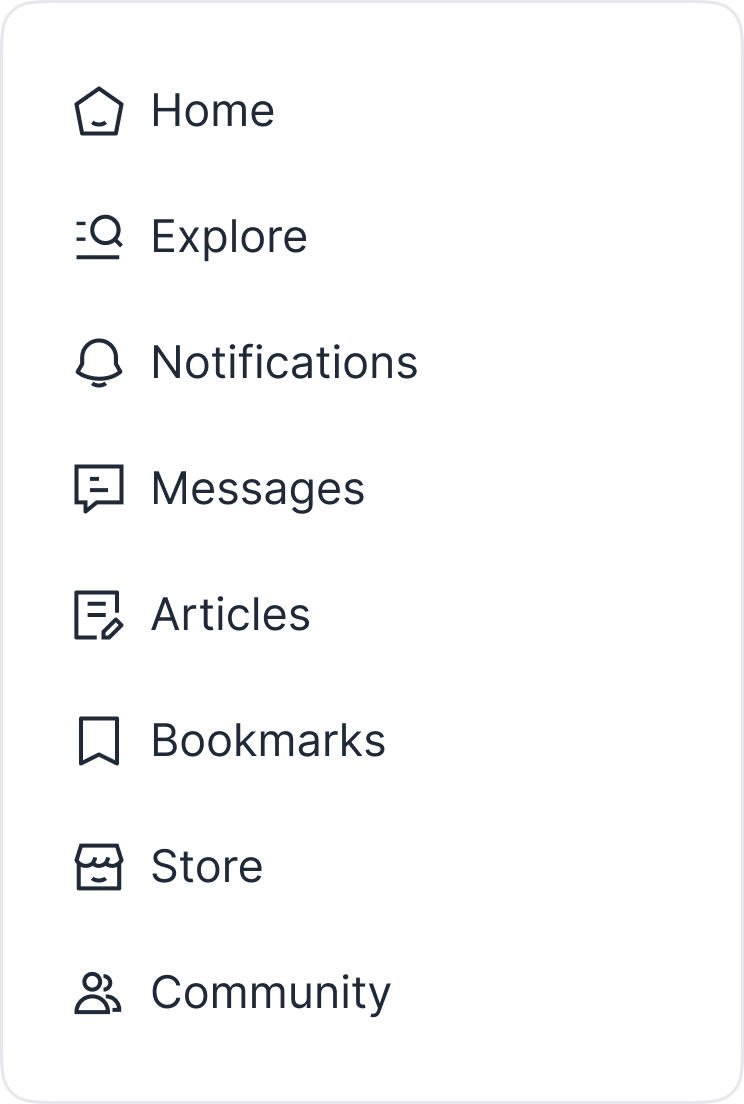 Home
Explore
Notifications
Messages
Articles
Bookmarks
Store
Community